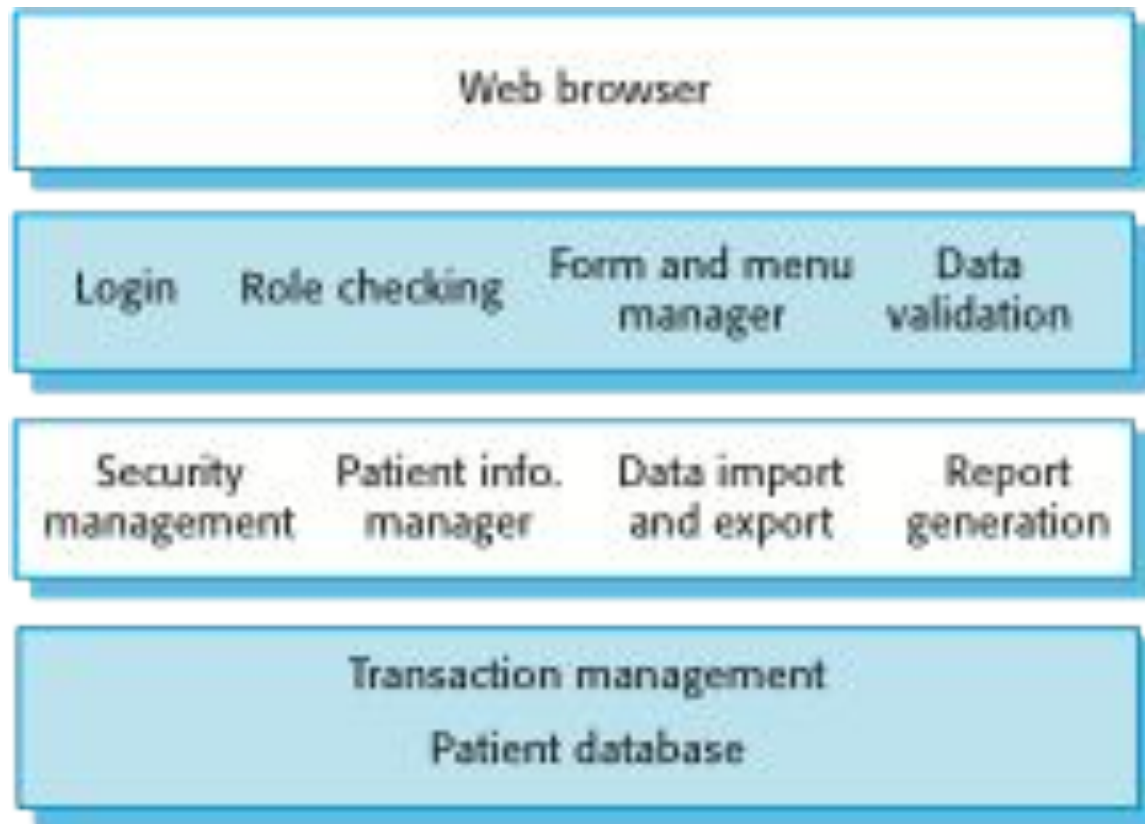 Web browser
Login Role checking Form and menu manager Data validation
Security management Patient info. manager Data import and export Report generation
Transaction management
Patient database